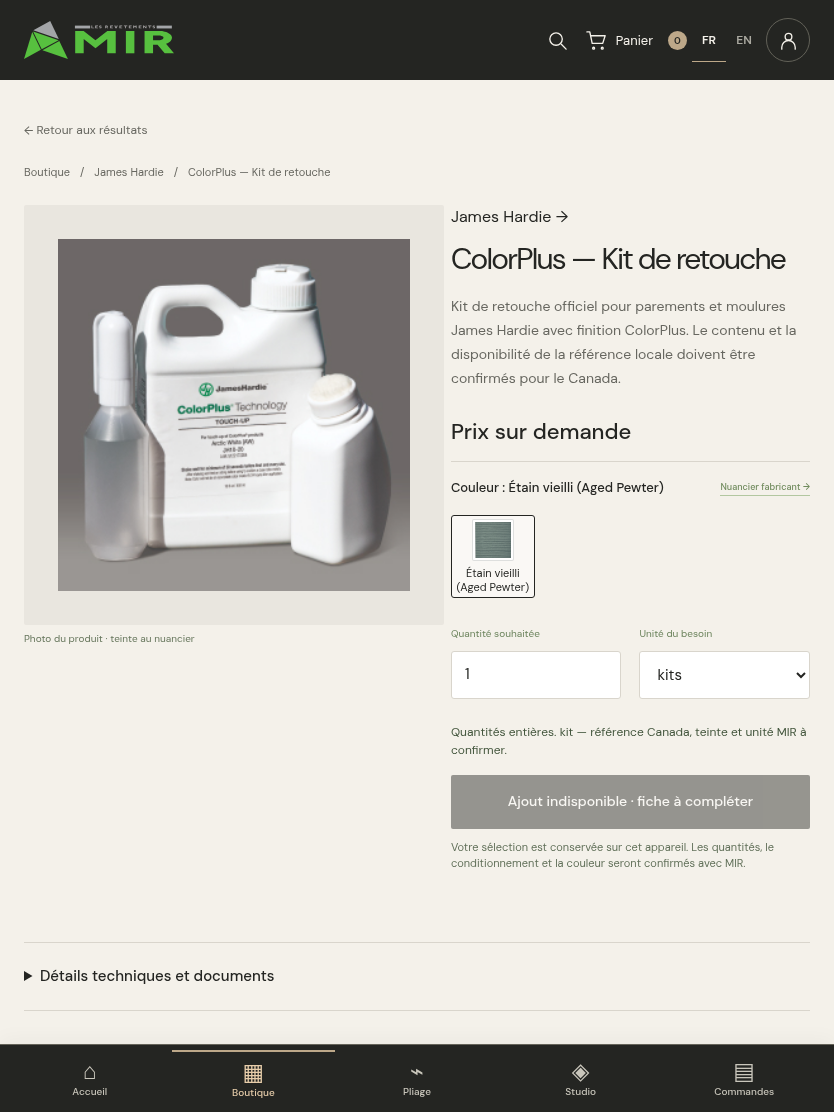 LES REVÊTEMENTS
MIR
Panier
0
FR
EN
← Retour aux résultats
Boutique / James Hardie / ColorPlus — Kit de retouche
James Hardie →
ColorPlus — Kit de retouche
Kit de retouche officiel pour parements et moulures
James Hardie avec finition ColorPlus. Le contenu et la
disponibilité de la référence locale doivent être
confirmés pour le Canada.
Prix sur demande
Couleur : Étain vieilli (Aged Pewter)
Nuancier fabricant →
Étain vieilli
(Aged Pewter)
JamesHardie
ColorPlus Technology
TOUCH-UP
Arctic White (AW)
Photo du produit · teinte au nuancier
Quantité souhaitée
Unité du besoin
1
kits
Quantités entières. kit — référence Canada, teinte et unité MIR à
confirmer.
Ajout indisponible · fiche à compléter
Votre sélection est conservée sur cet appareil. Les quantités, le
conditionnement et la couleur seront confirmés avec MIR.
Détails techniques et documents
Accueil
Boutique
Pliage
Studio
Commandes